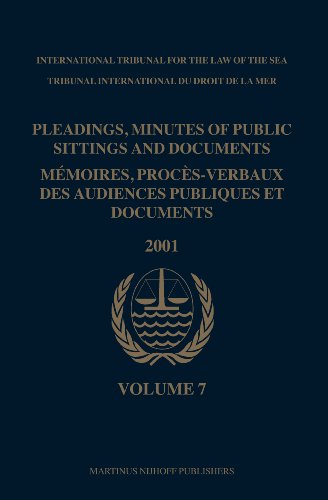 INTERNATIONAL TRIBUNAL FOR THE LAW OF THE SEA
TRIBUNAL INTERNATIONAL DU DROIT DE LA MER
PLEADINGS, MINUTES OF PUBLIC
SITTINGS AND DOCUMENTS
MÉMOIRES, PROCÈS-VERBAUX
DES AUDIENCES PUBLIQUES ET
DOCUMENTS
2001
VOLUME 7
MARTINUS NIJHOFF PUBLISHERS